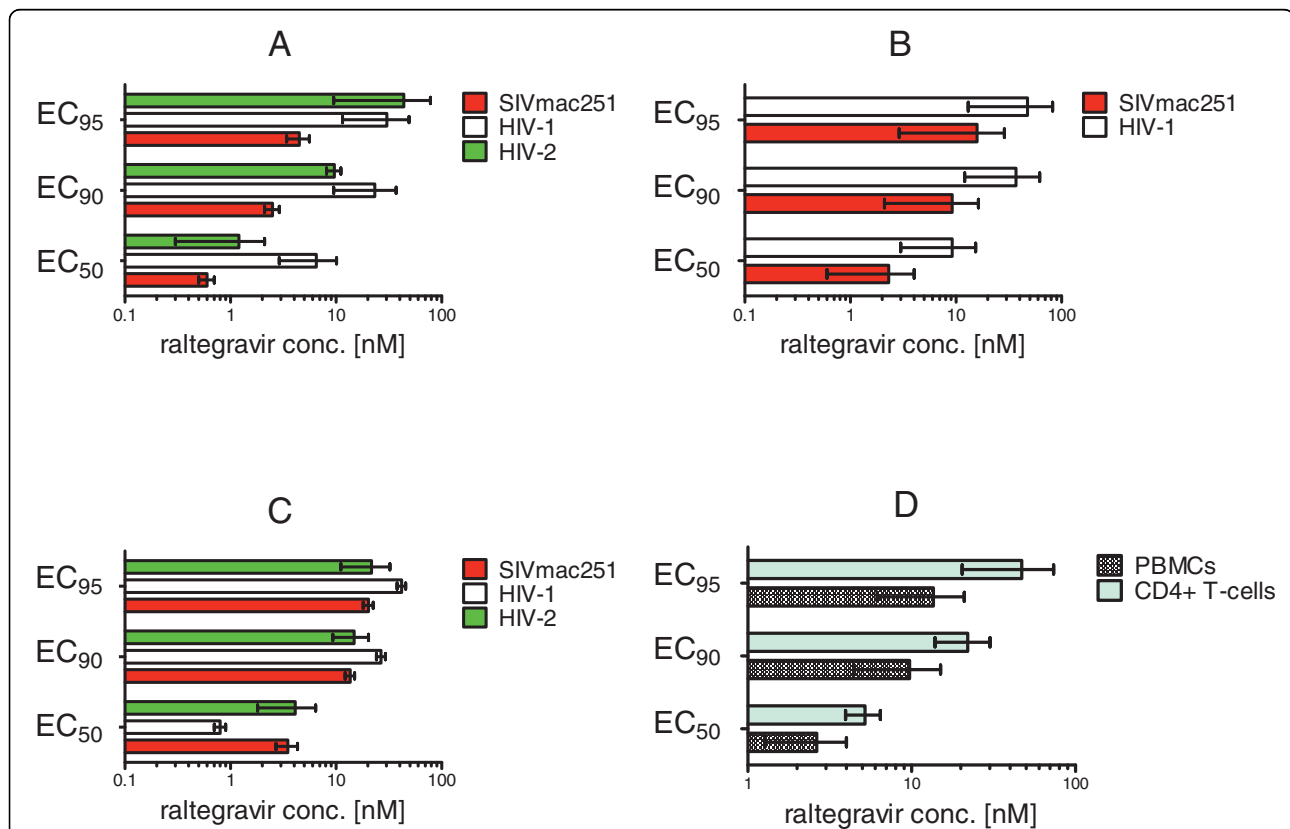 A
EC95
EC90
EC50
0.1 1 10 100
raltegravir conc. [nM]
SIVmac251
HIV-1
HIV-2
B
EC95
EC90
EC50
0.1 1 10 100
raltegravir conc. [nM]
SIVmac251
HIV-1
C
EC95
EC90
EC50
0.1 1 10 100
raltegravir conc. [nM]
SIVmac251
HIV-1
HIV-2
D
EC95
EC90
EC50
1 10 100
raltegravir conc. [nM]
PBMCs
CD4+ T-cells